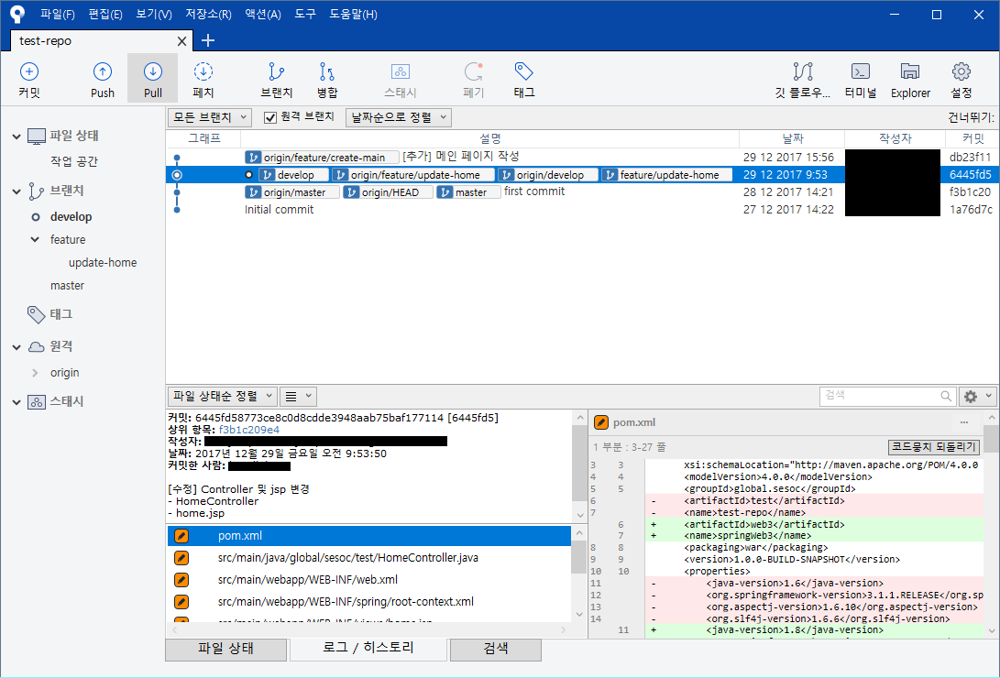 파일(F) 편집(E) 보기(V) 저장소(R) 액션(A) 도구 도움말(H)
test-repo
커밋 Push Pull 페치 브랜치 병합 스태시 폐기 태그 깃 플로우... 터미널 Explorer 설정
모든 브랜치 원격 브랜치 날짜순으로 정렬 건너뛰기:
파일 상태
작업 공간
브랜치
develop
feature
update-home
master
태그
원격
origin
스태시
그래프 설명 날짜 작성자 커밋
origin/feature/create-main [추가] 메인 페이지 작성 29 12 2017 15:56 db23f11
develop origin/feature/update-home origin/develop feature/update-home 29 12 2017 9:53 6445fd5
origin/master origin/HEAD master first commit 28 12 2017 14:21 f3b1c20
Initial commit 27 12 2017 14:22 1a76d7c
파일 상태순 정렬 검색
커밋: 6445fd58773ce8c0d8cdde3948aab75baf177114 [6445fd5]
상위 항목: f3b1c209e4
작성자:
날짜: 2017년 12월 29일 금요일 오전 9:53:50
커밋한 사람:
[수정] Controller 및 jsp 변경
- HomeController
- home.jsp
pom.xml
src/main/java/global/sesoc/test/HomeController.java
src/main/webapp/WEB-INF/web.xml
src/main/webapp/WEB-INF/spring/root-context.xml
src/main/webapp/WEB-INF/views/home.jsp
pom.xml ...
1 부분 : 3-27 줄 코드뭉치 되돌리기
3 3 xsi:schemaLocation="http://maven.apache.org/POM/4.0.0
4 4 <modelVersion>4.0.0</modelVersion>
5 5 <groupId>global.sesoc</groupId>
6 - <artifactId>test</artifactId>
7 - <name>test-repo</name>
6 + <artifactId>web3</artifactId>
7 + <name>springWeb3</name>
8 8 <packaging>war</packaging>
9 9 <version>1.0.0-BUILD-SNAPSHOT</version>
10 10 <properties>
11 - <java-version>1.6</java-version>
12 - <org.springframework-version>3.1.1.RELEASE</org.sp
13 - <org.aspectj-version>1.6.10</org.aspectj-version>
14 - <org.slf4j-version>1.6.6</org.slf4j-version>
11 + <java-version>1.8</java-version>
파일 상태 로그 / 히스토리 검색